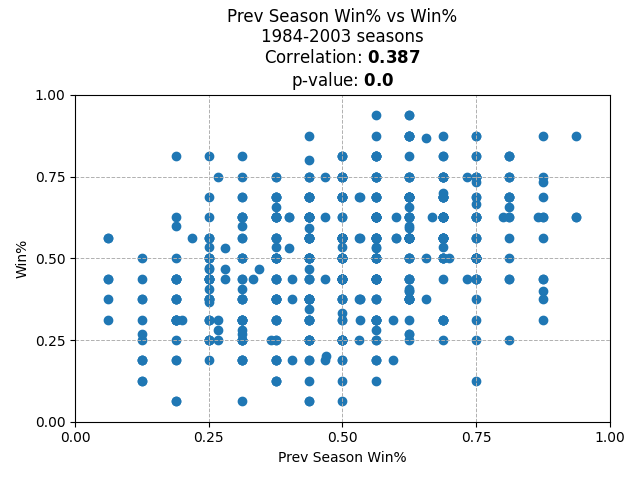 Prev Season Win% vs Win%
1984-2003 seasons
Correlation: 0.387
p-value: 0.0
1.00
0.75
0.50
0.25
0.00
Win%
0.00 0.25 0.50 0.75 1.00
Prev Season Win%